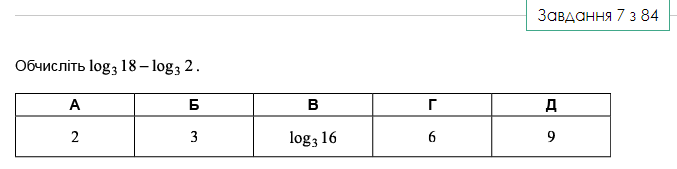 Завдання 7 з 84
Обчисліть log₃ 18 – log₃ 2 .
А Б В Г Д
2 3 log₃ 16 6 9